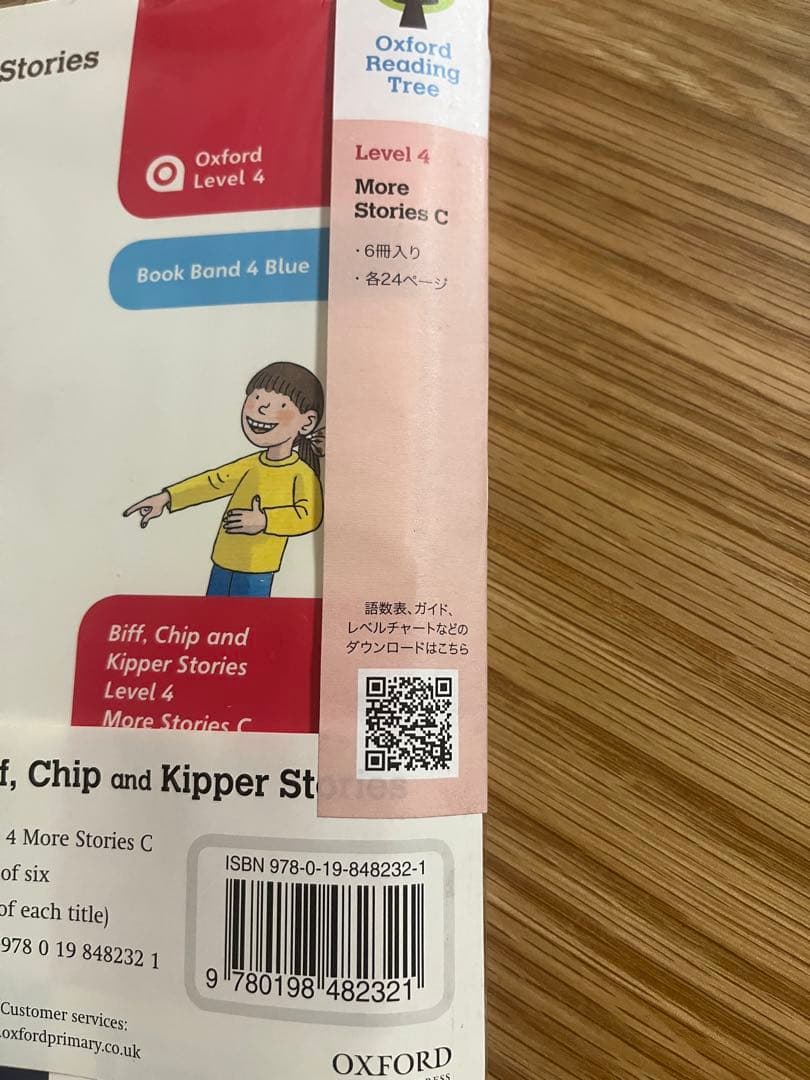 Stories
Oxford
Level 4
Book Band 4 Blue
Biff, Chip and
Kipper Stories
Level 4
More Stories C
f, Chip and Kipper Stories
4 More Stories C
of six
of each title)
978 0 19 848232 1
Customer services:
.oxfordprimary.co.uk
ISBN 978-0-19-848232-1
9 780198 482321
OXFORD
Oxford
Reading
Tree
Level 4
More
Stories C
・6冊入り
・各24ページ
語数表、ガイド、
レベルチャートなどの
ダウンロードはこちら